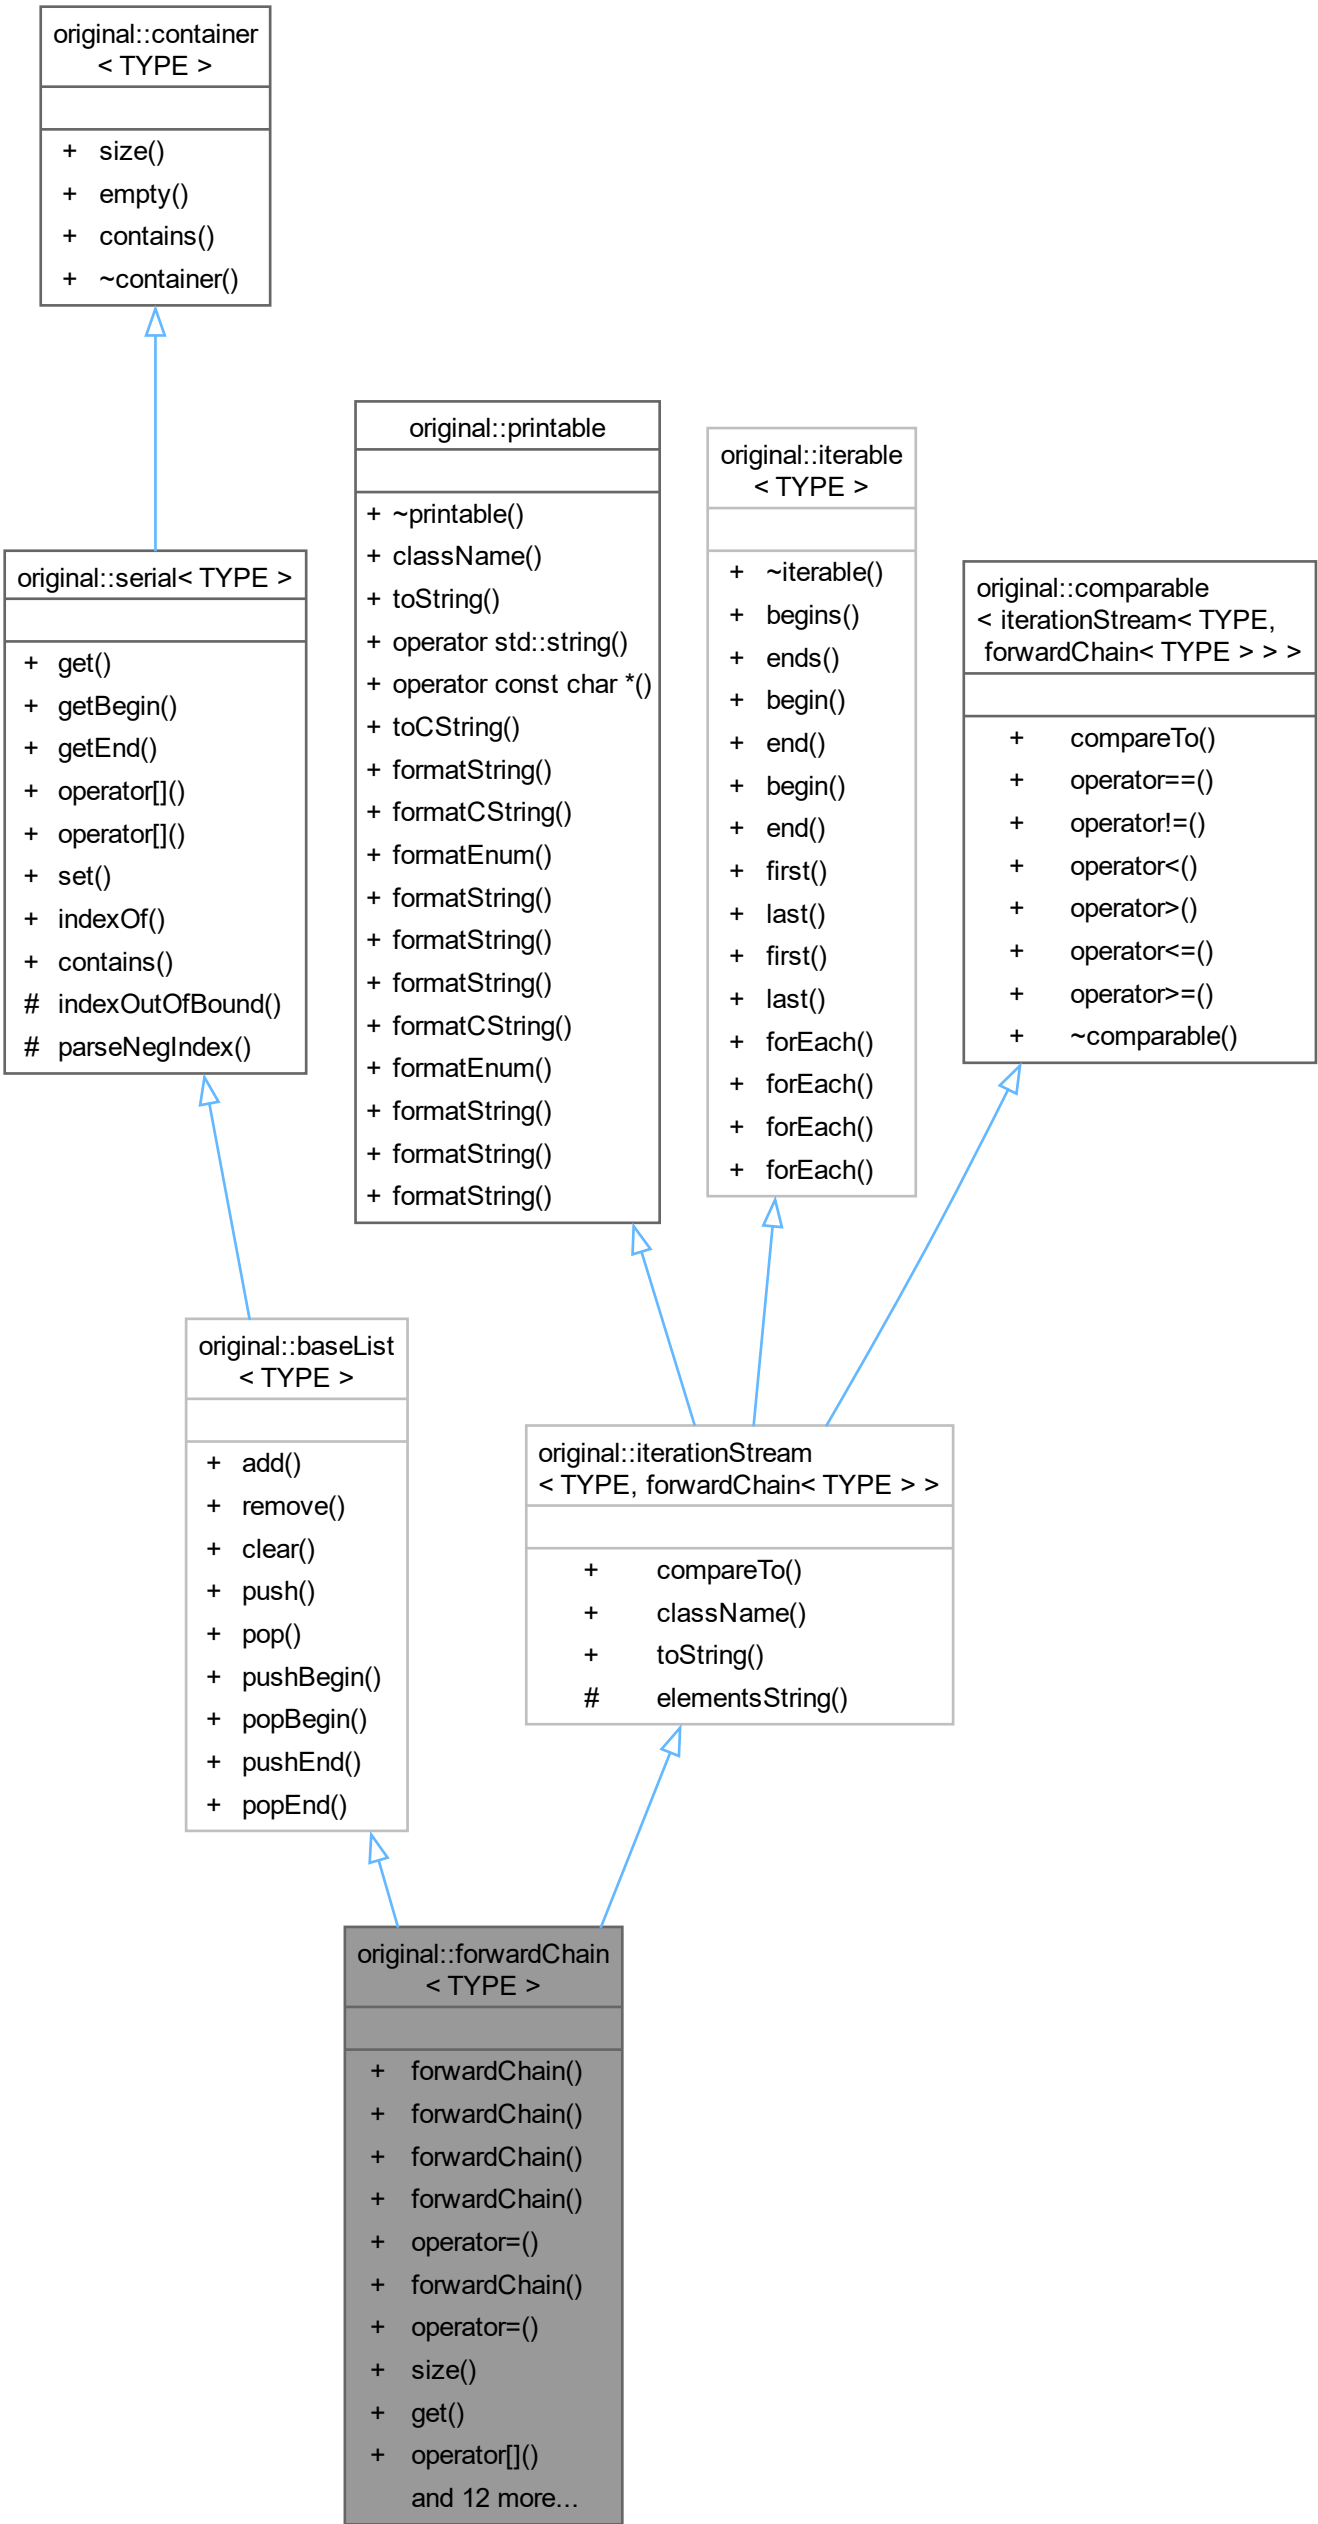 original::container
< TYPE >
+ size()
+ empty()
+ contains()
+ ~container()
original::serial< TYPE >
+ get()
+ getBegin()
+ getEnd()
+ operator[]()
+ operator[]()
+ set()
+ indexOf()
+ contains()
# indexOutOfBound()
# parseNegIndex()
original::printable
+ ~printable()
+ className()
+ toString()
+ operator std::string()
+ operator const char *()
+ toCString()
+ formatString()
+ formatCString()
+ formatEnum()
+ formatString()
+ formatString()
+ formatString()
+ formatCString()
+ formatEnum()
+ formatString()
+ formatString()
+ formatString()
original::iterable
< TYPE >
+ ~iterable()
+ begins()
+ ends()
+ begin()
+ end()
+ begin()
+ end()
+ first()
+ last()
+ first()
+ last()
+ forEach()
+ forEach()
+ forEach()
+ forEach()
original::comparable
< iterationStream< TYPE,
forwardChain< TYPE > > >
+ compareTo()
+ operator==()
+ operator!=()
+ operator<()
+ operator>()
+ operator<=()
+ operator>=()
+ ~comparable()
original::baseList
< TYPE >
+ add()
+ remove()
+ clear()
+ push()
+ pop()
+ pushBegin()
+ popBegin()
+ pushEnd()
+ popEnd()
original::iterationStream
< TYPE, forwardChain< TYPE > >
+ compareTo()
+ className()
+ toString()
# elementsString()
original::forwardChain
< TYPE >
+ forwardChain()
+ forwardChain()
+ forwardChain()
+ forwardChain()
+ operator=()
+ forwardChain()
+ operator=()
+ size()
+ get()
+ operator[]()
and 12 more...